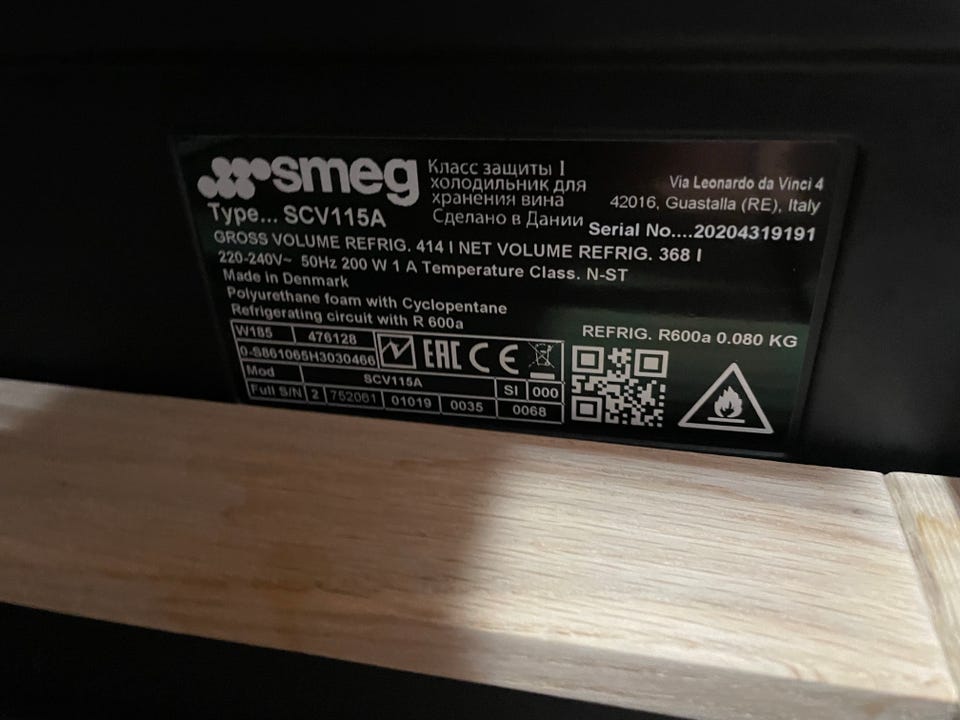 smeg
Type... SCV115A
Класс защиты I
холодильник для
хранения вина
Сделано в Дании
Via Leonardo da Vinci 4
42016, Guastalla (RE), Italy
Serial No....20204319191
GROSS VOLUME REFRIG. 414 l NET VOLUME REFRIG. 368 l
220-240V~ 50Hz 200 W 1 A Temperature Class. N-ST
Made in Denmark
Polyurethane foam with Cyclopentane
Refrigerating circuit with R 600a
REFRIG. R600a 0.080 KG
W185 476128
0-S861065H3030466
EAC CE
Mod SCV115A SI 000
Full S/N 2 752061 01019 0035 0068